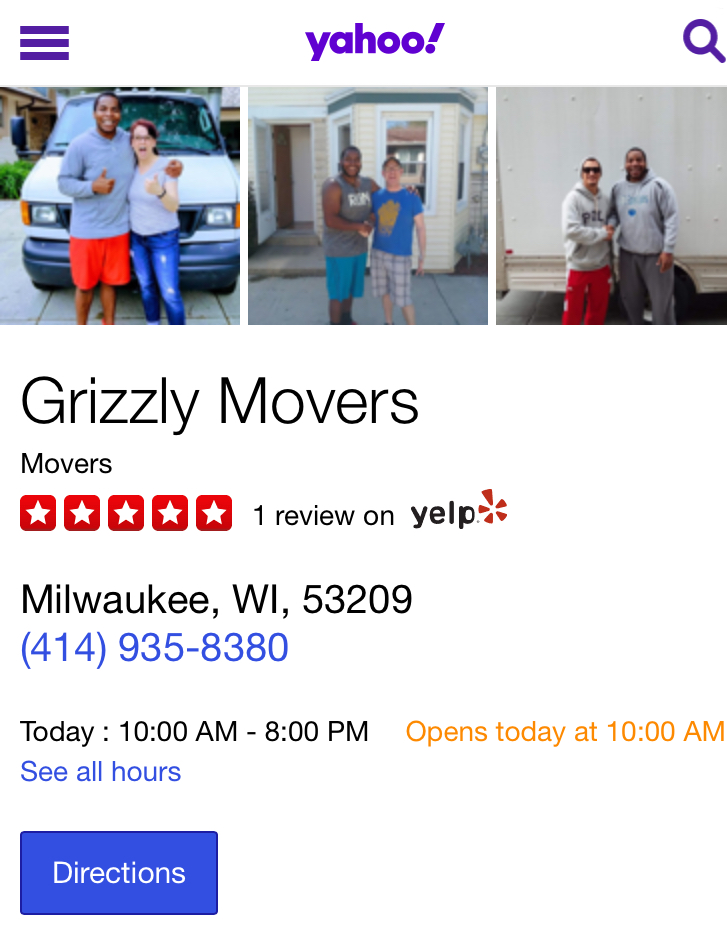 yahoo!
Grizzly Movers
Movers
1 review on yelp
Milwaukee, WI, 53209
(414) 935-8380
Today : 10:00 AM - 8:00 PM Opens today at 10:00 AM
See all hours
Directions